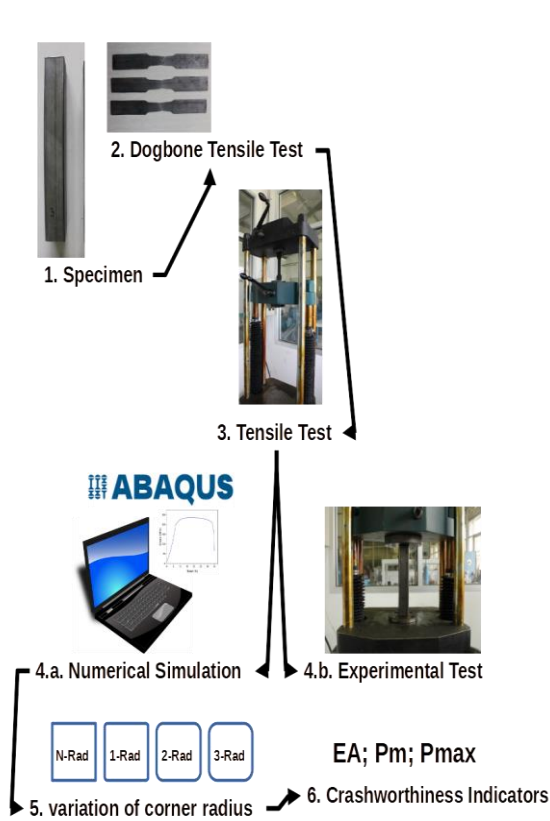 2. Dogbone Tensile Test
1. Specimen
3. Tensile Test
ABAQUS
4.a. Numerical Simulation
4.b. Experimental Test
N-Rad
1-Rad
2-Rad
3-Rad
EA; Pm; Pmax
5. variation of corner radius
6. Crashworthiness Indicators